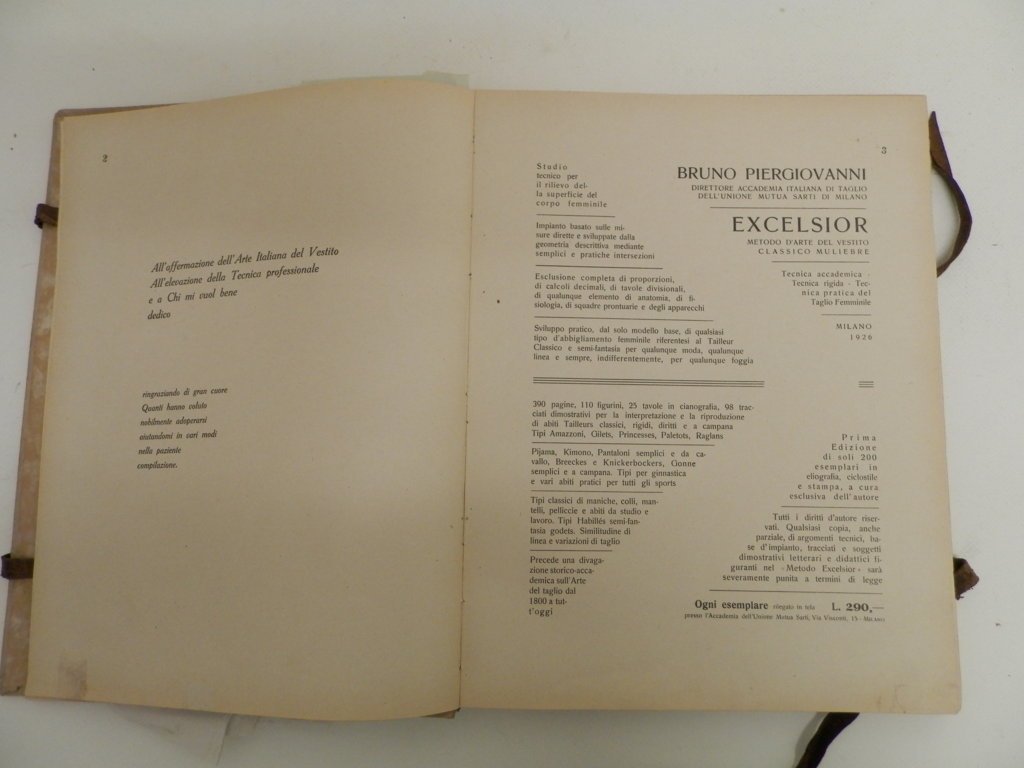 2
All'affermazione dell'Arte Italiana del Vestito
All'elevazione della Tecnica professionale
e a Chi mi vuol bene
dedico
ringraziando di gran cuore
Quanti hanno voluto
nobilmente adoperarsi
aiutandomi in vari modi
nella paziente
compilazione.
3
Studio
tecnico per
il rilievo del-
la superficie del
corpo femminile
Impianto basato sulle mi-
sure dirette e sviluppate dalla
geometria descrittiva mediante
semplici e pratiche intersezioni
Esclusione completa di proporzioni,
di calcoli decimali, di tavole divisionali,
di qualunque elemento di anatomia, di fi-
siologia, di squadre prontuarie e degli apparecchi
Sviluppo pratico, dal solo modello base, di qualsiasi
tipo d'abbigliamento femminile riferentesi al Tailleur
Classico e semi-fantasia per qualunque moda, qualunque
linea e sempre, indifferentemente, per qualunque foggia
390 pagine, 110 figurini, 25 tavole in cianografia, 98 trac-
ciati dimostrativi per la interpretazione e la riproduzione
di abiti Tailleurs classici, rigidi, diritti e a campana
Tipi Amazzoni, Gilets, Princesses, Paletots, Raglans
Pijama, Kimono, Pantaloni semplici e da ca-
vallo, Breeckes e Knickerbockers, Gonne
semplici e a campana. Tipi per ginnastica
e vari abiti pratici per tutti gli sports
Tipi classici di maniche, colli, man-
telli, pelliccie e abiti da studio e
lavoro. Tipi Habillés semi-fan-
tasia godets. Similitudine di
linea e variazioni di taglio
Precede una divaga-
zione storico-acca-
demica sull'Arte
del taglio dal
1800 a tut-
t'oggi
BRUNO PIERGIOVANNI
DIRETTORE ACCADEMIA ITALIANA DI TAGLIO
DELL'UNIONE MUTUA SARTI DI MILANO
EXCELSIOR
METODO D'ARTE DEL VESTITO
CLASSICO MULIEBRE
Tecnica accademica -
Tecnica rigida - Tec-
nica pratica del
Taglio Femminile
MILANO
1926
Prima
Edizione
di soli 200
esemplari in
eliografia, ciclostile
e stampa, a cura
esclusiva dell'autore
Tutti i diritti d'autore riser-
vati. Qualsiasi copia, anche
parziale, di argomenti tecnici, ba-
se d'impianto, tracciati e soggetti
dimostrativi letterari e didattici fi-
guranti nel «Metodo Excelsior» sarà
severamente punita a termini di legge
Ogni esemplare rilegato in tela L. 290,—
presso l'Accademia dell'Unione Mutua Sarti, Via Visconti, 15 - MILANO